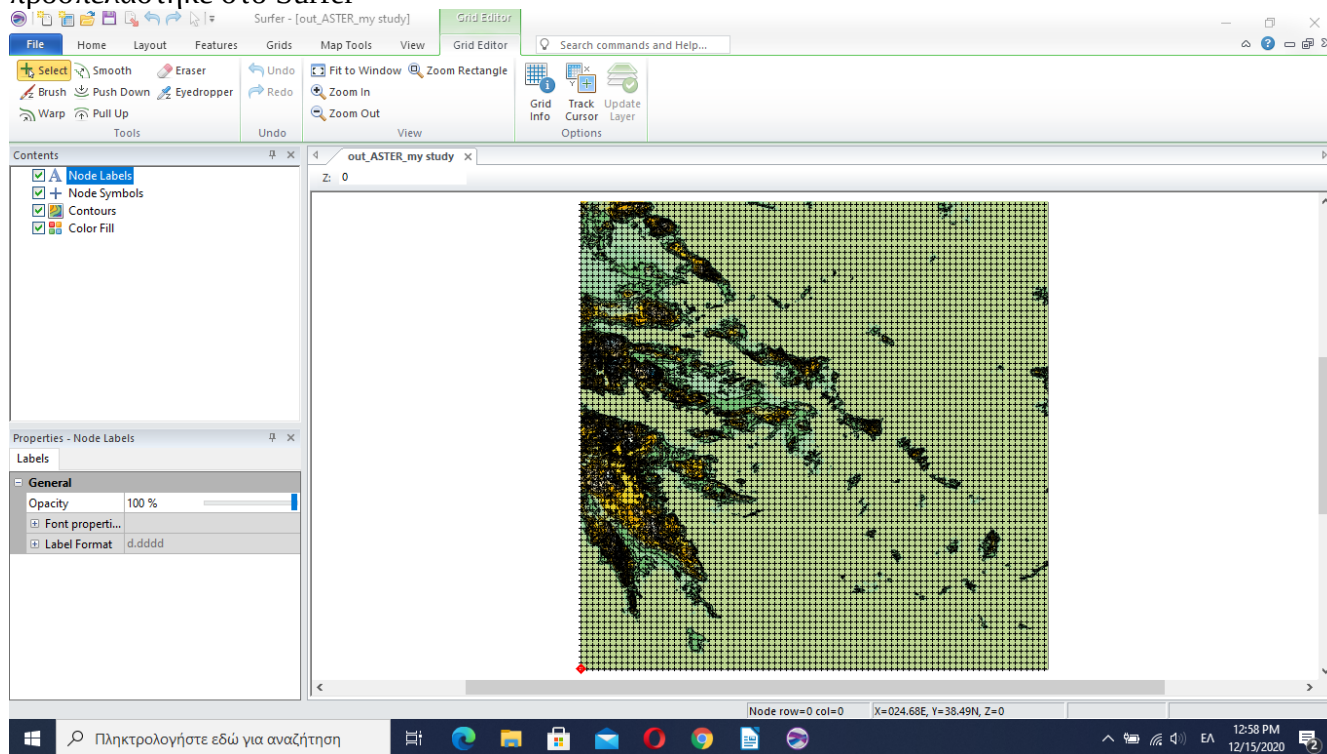 προσπελάστηκε στο Surfer
Surfer - [out_ASTER_my study] Grid Editor
File Home Layout Features Grids Map Tools View Grid Editor Search commands and Help...
Select Smooth Eraser Undo Fit to Window Zoom Rectangle
Brush Push Down Eyedropper Redo Zoom In
Warp Pull Up Zoom Out
Grid Info Track Cursor Update Layer
Tools Undo View Options
Contents
Node Labels
Node Symbols
Contours
Color Fill
out_ASTER_my study
Z: 0
Properties - Node Labels
Labels
General
Opacity 100 %
Font properti...
Label Format d.dddd
Node row=0 col=0 X=024.68E, Y=38.49N, Z=0
Πληκτρολογήστε εδώ για αναζήτηση
ΕΛ
12:58 PM
12/15/2020
2